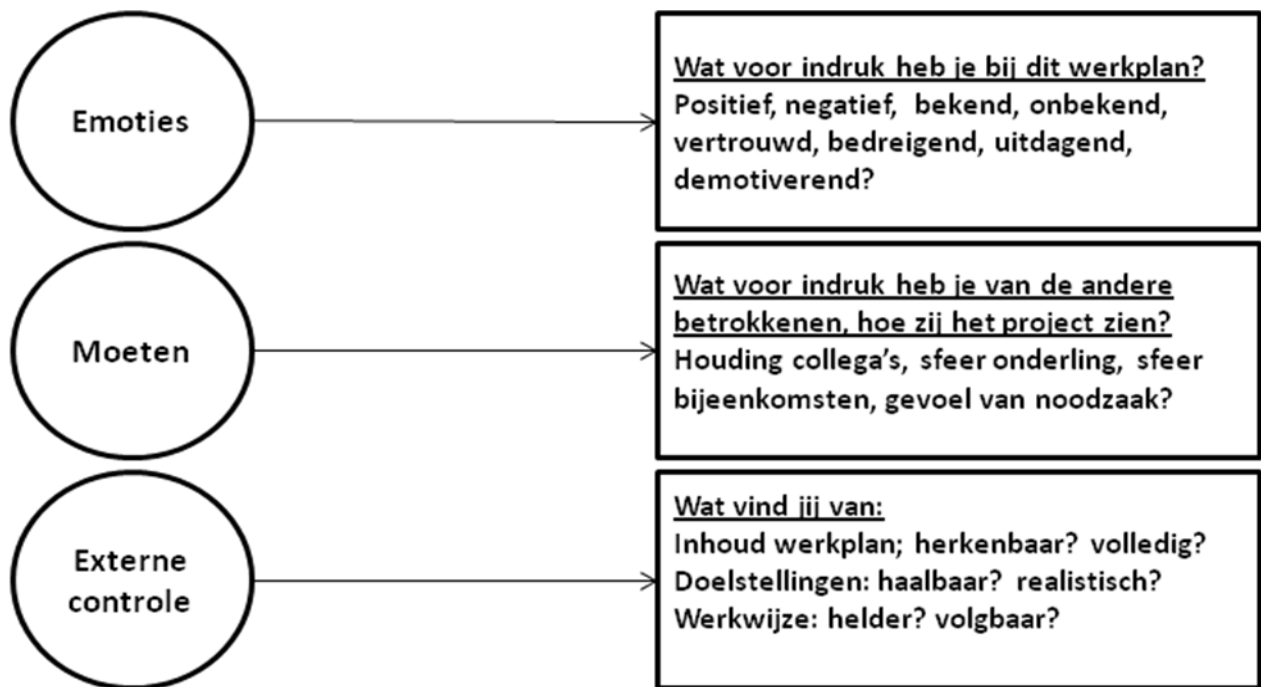 Emoties
Wat voor indruk heb je bij dit werkplan?
Positief, negatief, bekend, onbekend,
vertrouwd, bedreigend, uitdagend,
demotiverend?
Moeten
Wat voor indruk heb je van de andere
betrokkenen, hoe zij het project zien?
Houding collega's, sfeer onderling, sfeer
bijeenkomsten, gevoel van noodzaak?
Externe
controle
Wat vind jij van:
Inhoud werkplan; herkenbaar? volledig?
Doelstellingen: haalbaar? realistisch?
Werkwijze: helder? volgbaar?